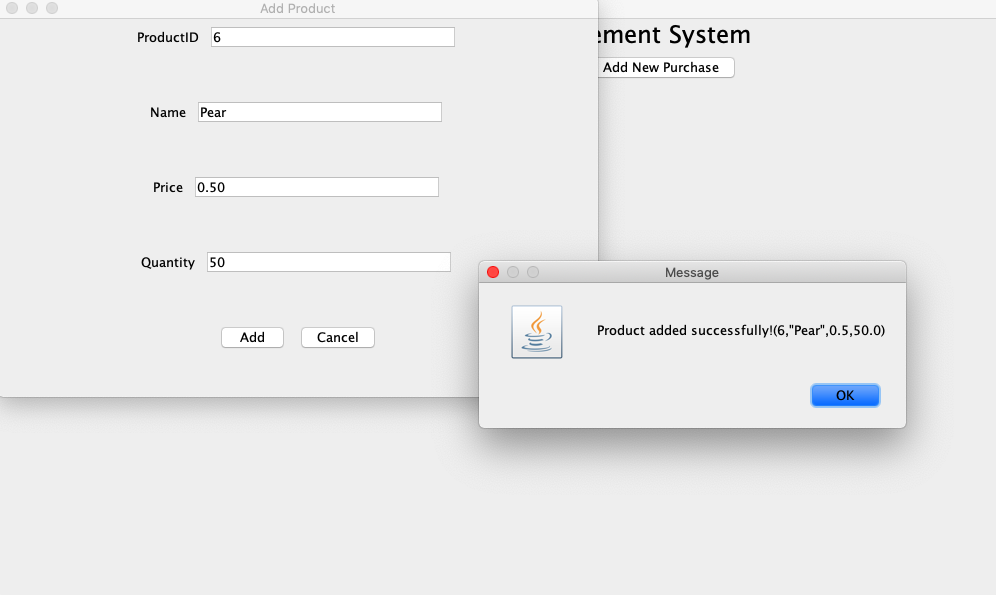 Add Product
ProductID 6
ement System
Add New Purchase
Name Pear
Price 0.50
Quantity 50
Message
Product added successfully!(6,"Pear",0.5,50.0)
Add Cancel
OK